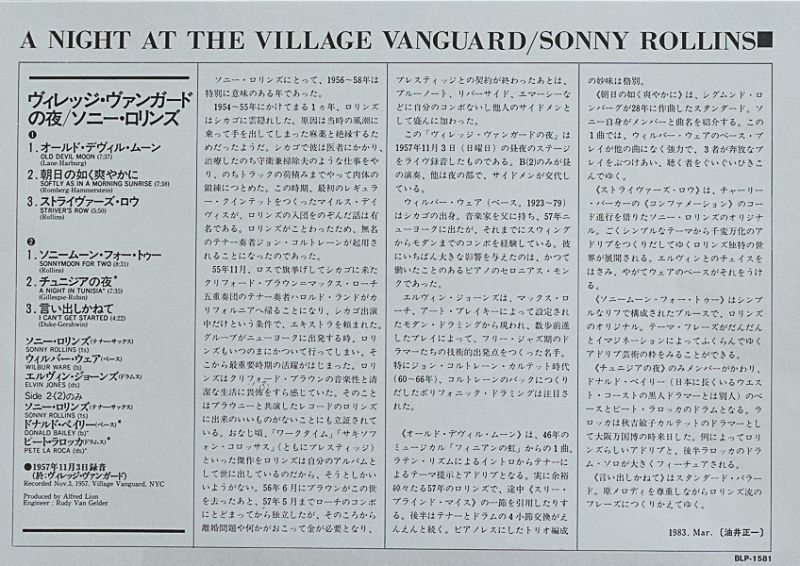 A NIGHT AT THE VILLAGE VANGUARD/SONNY ROLLINS■
ヴィレッジ・ヴァンガード
の夜/ソニー・ロリンズ
❶
1. オールド・デヴィル・ムーン
OLD DEVIL MOON (7:37)
(Lane-Harburg)
2. 朝日の如く爽やかに
SOFTLY AS IN A MORNING SUNRISE (7:38)
(Romberg-Hammerstein)
3. ストライヴァーズ・ロウ
STRIVER'S ROW (5:50)
(Rollins)
❷
1. ソニームーン・フォー・トゥー
SONNYMOON FOR TWO (8:31)
(Rollins)
2. チュニジアの夜*
A NIGHT IN TUNISIA* (7:35)
(Gillespie-Robin)
3. 言い出しかねて
I CAN'T GET STARTED (4:22)
(Duke-Gershwin)
ソニー・ロリンズ(テナーサックス)
SONNY ROLLINS (ts)
ウィルバー・ウェア(ベース)
WILBUR WARE (b)
エルヴィン・ジョーンズ(ドラムス)
ELVIN JONES (ds)
Side 2-(2)のみ
ソニー・ロリンズ(テナーサックス)
SONNY ROLLINS (ts)
ドナルド・ベイリー(ベース)*
DONALD BAILEY (b)*
ピート・ラロッカ(ドラムス)*
PETE LA ROCA (ds)*
●1957年11月3日録音
(於:ヴィレッジ・ヴァンガード)
Recorded Nov.3, 1957. Village Vanguard, NYC
Produced by Alfred Lion
Engineer : Rudy Van Gelder
ソニー・ロリンズにとって、1956〜58年は
特別に意味のある年であった。
1954〜55年にかけてまる1ヵ年、ロリンズ
はシカゴに雲隠れした。原因は当時の風潮に
乗って手を出してしまった麻薬と絶縁するた
めだったようだ。シカゴで彼は医者にかかり、
治療したのち守衛兼掃除夫のような仕事をや
り、のちトラックの荷積みまでやって肉体の
鍛練につとめた。この時期、最初のレギュラ
ー・クインテットをつくったマイルス・デイ
ヴィスが、ロリンズの入団をのぞんだ話は有
名である。ロリンズがことわったため、無名
のテナー奏者ジョン・コルトレーンが起用さ
れることになったのであった。
55年11月、ロスで旗挙げしてシカゴに来た
クリフォード・ブラウン=マックス・ローチ
五重奏団のテナー奏者ハロルド・ランドがカ
リフォルニアへ帰ることになり、シカゴ出演
中だけという条件で、エキストラを頼まれた。
グループがニューヨークに出発する時、ロリ
ンズもいつのまにかついて行ってしまい、そ
こから最重要時期の活躍がはじまった。ロリ
ンズはクリフォード・ブラウンの音楽性と清潔
な生活に畏怖をすら感じていた。そのこと
はブラウニーと共演したレコードのロリンズ
に出来のいいものがないことにも立証されて
いる。おなじ頃、「ワークタイム」「サキソフ
ォン・コロッサス」(ともにプレスティッジ)
といった傑作をロリンズは自分のアルバムと
して世に出しているのだから、そうとしかい
いようがない。56年6月にブラウンがこの世
を去ったあと、57年5月までローチのコンボ
にとどまってから独立したが、そのころから
離婚問題や何かがおこって金が必要となり、
プレスティッジとの契約が終わったあとは、
ブルーノート、リバーサイド、エマーシーな
どに自分のコンボないし他人のサイドメンと
して盛んに加わった。
この「ヴィレッジ・ヴァンガードの夜」は
1957年11月3日(日曜日)の昼夜のステージ
をライヴ録音したものである。B(2)のみが昼
の演奏、他は夜の部で、サイドメンが交代し
ている。
ウィルバー・ウェア(ベース。1923〜79)
はシカゴの出身。音楽家を父に持ち、57年ニ
ューヨークに出たが、それまでにスウィング
からモダンまでのコンボを経験している。彼
にいちばん大きな影響を与えたのは、かつて
働いたことのあるピアノのセロニアス・モン
クであった。
エルヴィン・ジョーンズは、マックス・ロー
チ、アート・ブレイキーによって設定され
たモダン・ドラミングから現われ、数歩前進
したプレイによって、フリー・ジャズ期のド
ラマーたちの技術的出発点をつくった名手。
特にジョン・コルトレーン・カルテット時代
(60〜66年)、コルトレーンのバックにつくり
だしたポリフォニック・ドラミングは注目さ
れた。
《オールド・デヴィル・ムーン》は、46年の
ミュージカル「フィニアンの虹」からの1曲。
ラテン・リズムによるイントロからテナーに
よるテーマ提示とアドリブとなる。実に余裕
綽々たる57年のロリンズで、途中《スリー・
ブラインド・マイス》の一節を引用したりす
る。後半はテナーとドラムの4小節交換がえ
んえんと続く。ピアノレスにしたトリオ編成
の妙味は格別。
《朝日の如く爽やかに》は、シグムンド・ロ
ンバーグが28年に作曲したスタンダード。ソ
ニー自身がメンバーと曲名を紹介する。この
1曲では、ウィルバー・ウェアのベース・プ
レイが他の曲になく強力で、3者が奔放なプ
レイをぶつけあい、聴く者をぐいぐいひきこ
んでゆく。
《ストライヴァーズ・ロウ》は、チャーリー
・パーカーの《コンファメーション》のコー
ド進行を借りたソニー・ロリンズのオリジナ
ル。ごくシンプルなテーマから千変万化のア
ドリブをつくりだしてゆくロリンズ独特の世
界が展開される。エルヴィンとのチェイスを
はさみ、やがてウェアのベースがそれをうけ
る。
《ソニームーン・フォー・トゥー》はシンプ
ルなリフで構成されたブルースで、ロリンズ
のオリジナル。テーマ・フレーズがだんだん
とイマジネーションによってふくらんでゆく
アドリブ芸術の粋をみることができる。
《チュニジアの夜》のみメンバーがかわり、
ドナルド・ベイリー(日本に長くいるウエス
ト・コーストの黒人ドラマーとは別人)のベ
ースとピート・ラロッカのドラムとなる。ラ
ロッカは秋吉敏子カルテットのドラマーとし
て大阪万国博の時来日した。例によってロリ
ンズらしいアドリブと、後半ラロッカのドラ
ム・ソロが大きくフィーチュアされる。
《言い出しかねて》はスタンダード・バラー
ド。原メロディを尊重しながらロリンズ流の
フレーズにつくりかえてゆく。
1983. Mar. 〔油井正一〕
BLP-1581